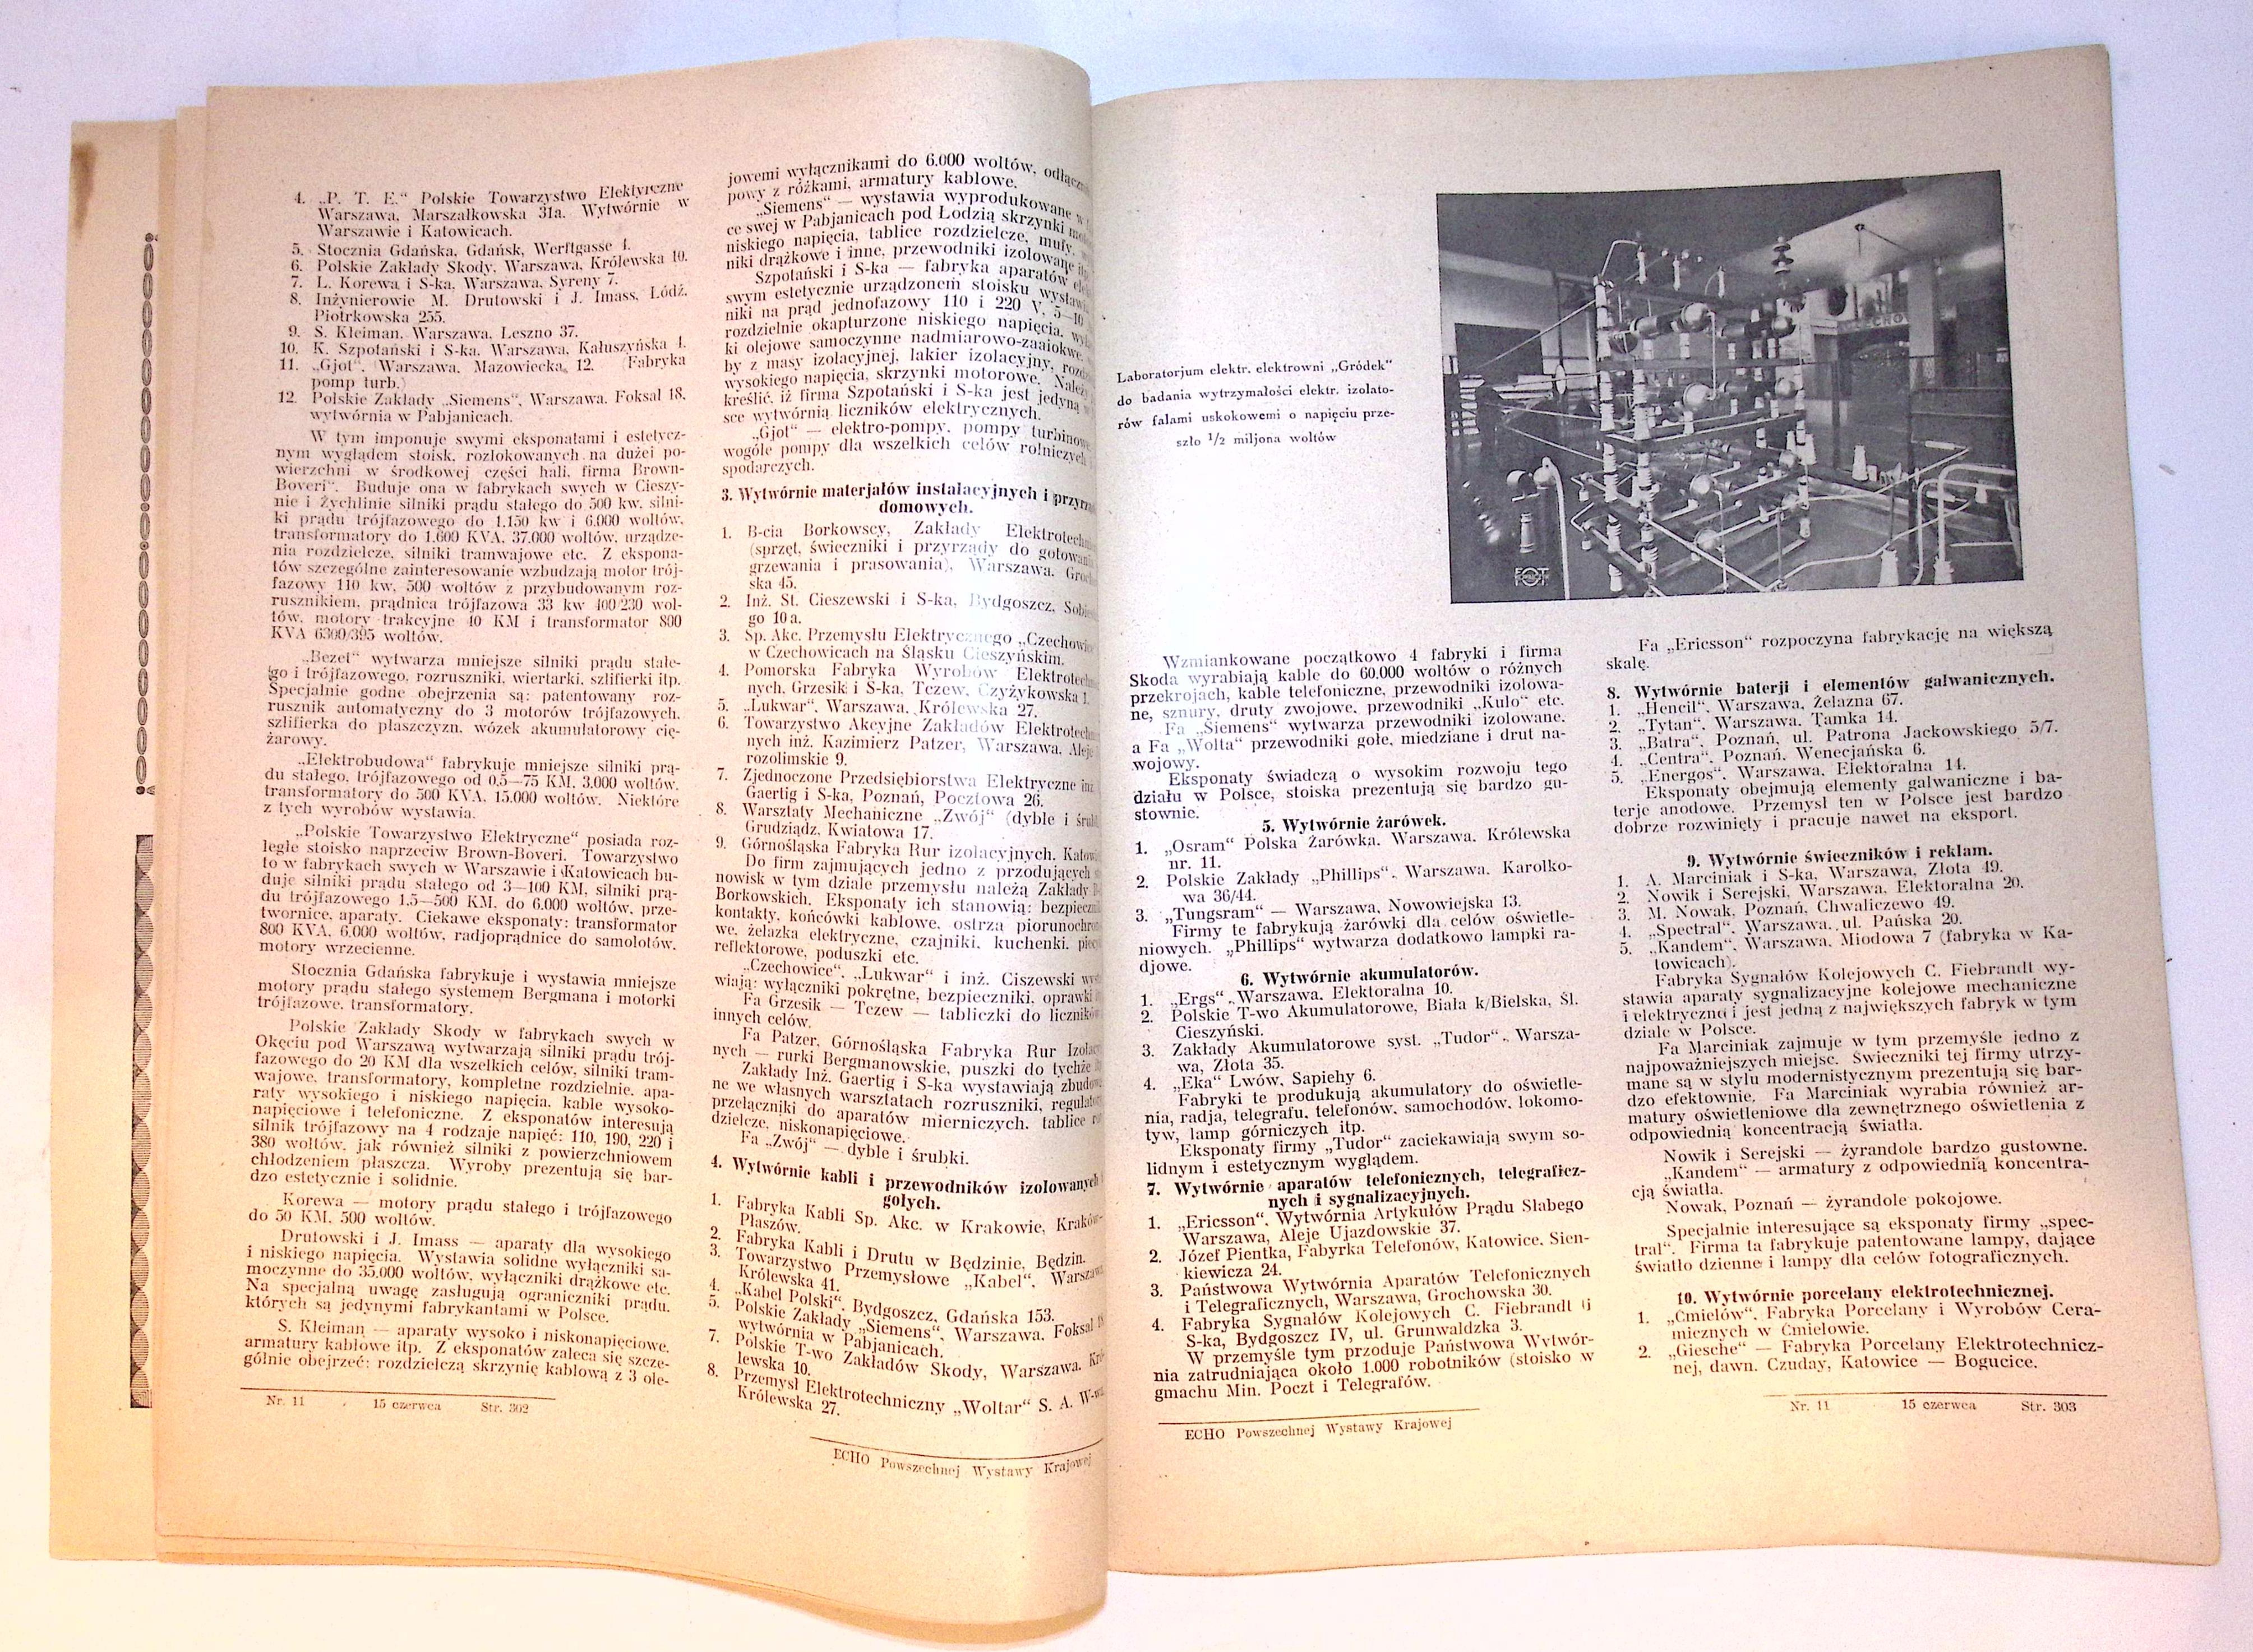 4. „P. T. E." Polskie Towarzystwo Elektyrczne
Warszawa, Marszałkowska 31a. Wytwórnie w
Warszawie i Katowicach.
5. Stocznia Gdańska, Gdańsk, Werftgasse 4.
6. Polskie Zakłady Skody, Warszawa, Królewska 10.
7. L. Korewa i S-ka, Warszawa, Syreny 7.
8. Inżynierowie M. Drutowski i J. Imass, Łódź,
Piotrkowska 255.
9. S. Kleiman, Warszawa, Leszno 37.
10. K. Szpotański i S-ka, Warszawa, Kałuszyńska 4.
11. „Gjot", Warszawa, Mazowiecka 12. (Fabryka
pomp turb.)
12. Polskie Zakłady „Siemens", Warszawa, Foksal 18,
wytwórnia w Pabjanicach.
W tym imponuje swymi eksponatami i estetycz-
nym wyglądem stoisk, rozlokowanych na dużej po-
wierzchni w środkowej części hali, firma Brown-
Boveri". Buduje ona w fabrykach swych w Cieszy-
nie i Żychlinie silniki prądu stałego do 500 kw, silni-
ki prądu trójfazowego do 1.150 kw i 6.000 woltów,
transformatory do 1.600 KVA, 37.000 woltów, urządze-
nia rozdzielcze, silniki tramwajowe etc. Z ekspona-
tów szczególne zainteresowanie wzbudzają motor trój-
fazowy 110 kw, 500 woltów z przybudowanym roz-
rusznikiem, prądnica trójfazowa 33 kw 400/230 wol-
tów, motory trakcyjne 40 KM i transformator 800
KVA 6300/395 woltów.
„Bezet" wytwarza mniejsze silniki prądu stałe-
go i trójfazowego, rozruszniki, wiertarki, szlifierki itp.
Specjalnie godne obejrzenia są: patentowany roz-
rusznik automatyczny do 3 motorów trójfazowych,
szlifierka do płaszczyzn, wózek akumulatorowy cię-
żarowy.
„Elektrobudowa" fabrykuje mniejsze silniki prą-
du stałego, trójfazowego od 0.5—75 KM, 3.000 woltów,
transformatory do 500 KVA, 15.000 woltów. Niektóre
z tych wyrobów wystawia.
„Polskie Towarzystwo Elektryczne" posiada roz-
ległe stoisko naprzeciw Brown-Boveri. Towarzystwo
to w fabrykach swych w Warszawie i Katowicach bu-
duje silniki prądu stałego od 3—100 KM, silniki prą-
du trójfazowego 1.5—500 KM, do 6.000 woltów, prze-
twornice, aparaty. Ciekawe eksponaty: transformator
800 KVA, 6.000 woltów, radjoprądnice do samolotów,
motory wrzecienne.
Stocznia Gdańska fabrykuje i wystawia mniejsze
motory prądu stałego systemem Bergmana i motorki
trójfazowe, transformatory.
Polskie Zakłady Skody w fabrykach swych w
Okęciu pod Warszawą wytwarzają silniki prądu trój-
fazowego do 20 KM dla wszelkich celów, silniki tram-
wajowe, transformatory, kompletne rozdzielnie, apa-
raty wysokiego i niskiego napięcia, kable wysoko-
napięciowe i telefoniczne. Z eksponatów interesują
silnik trójfazowy na 4 rodzaje napięć: 110, 190, 220 i
380 woltów, jak również silniki z powierzchniowem
chłodzeniem płaszcza. Wyroby prezentują się bar-
dzo estetycznie i solidnie.
Korewa — motory prądu stałego i trójfazowego
do 50 KM, 500 woltów.
Drutowski i J. Imass — aparaty dla wysokiego
i niskiego napięcia. Wystawia solidne wyłączniki sa-
moczynne do 35.000 woltów, wyłączniki drążkowe etc.
Na specjalną uwagę zasługują ograniczniki prądu,
których są jedynymi fabrykantami w Polsce.
S. Kleiman — aparaty wysoko i niskonapięciowe,
armatury kablowe itp. Z eksponatów zaleca się szcze-
gólnie obejrzeć: rozdzielczą skrzynię kablową z 3 ole-
Nr. 11 15 czerwca Str. 302
jowemi wyłącznikami do 6.000 woltów,
powy z rożkami, armatury kablowe.
„Siemens" — wystawia wyprodukowane w
ce swej w Pabjanicach pod Łodzią skrzynki
niskiego napięcia, tablice rozdzielcze, mufy,
niki drążkowe i inne, przewodniki izolowane
Szpotański i S-ka — fabryka aparatów
swym estetycznie urządzonem stoisku
niki na prąd jednofazowy 110 i 220 V, 5—10
rozdzielnie okapturzone niskiego napięcia,
ki olejowe samoczynne nadmiarowo-zaaiokwe,
by z masy izolacyjnej, lakier izolacyjny,
wysokiego napięcia, skrzynki motorowe.
kreślić, iż firma Szpotański i S-ka jest jedyną
sce wytwórnią liczników elektrycznych.
„Gjot" — elektro-pompy, pompy turbinowe,
wogóle pompy dla wszelkich celów rolniczych
spodarczych.
3. Wytwórnie materjałów instalacyjnych i
domowych.
1. B-cia Borkowscy, Zakłady
(sprzęt, świeczniki i przyrządy do
grzewania i prasowania), Warszawa,
ska 45.
2. Inż. St. Cieszewski i S-ka, Bydgoszcz,
go 10a.
3. Sp. Akc. Przemysłu Elektrycznego
w Czechowicach na Śląsku Cieszyńskim.
4. Pomorska Fabryka Wyrobów
nych, Grzesik i S-ka, Tczew, Czyżykowska 1.
5. „Lukwar", Warszawa, Królewska 27.
6. Towarzystwo Akcyjne Zakładów
nych inż. Kazimierz Patzer, Warszawa,
rozolimskie 9.
7. Zjednoczone Przedsiębiorstwa Elektryczne
Gaertig i S-ka, Poznań, Pocztowa 26.
8. Warsztaty Mechaniczne „Zwój" (dyble i
Grudziądz, Kwiatowa 17.
9. Górnośląska Fabryka Rur izolacyjnych,
Do firm zajmujących jedno z przodujących
nowisk w tym dziale przemysłu należą Zakłady
Borkowskich. Eksponaty ich stanowią:
kontakty, końcówki kablowe, ostrza
we, żelazka elektryczne, czajniki, kuchenki,
reflektorowe, poduszki etc.
„Czechowice", „Lukwar" i inż. Ciszewski
wiają: wyłączniki pokrętne, bezpieczniki, oprawki
Fa Grzesik — Tczew — tabliczki do liczników
innych celów.
Fa Patzer, Górnośląska Fabryka Rur
nych — rurki Bergmanowskie, puszki do tychże
Zakłady Inż. Gaertig i S-ka wystawiają
ne we własnych warsztatach rozruszniki,
przełączniki do aparatów mierniczych, tablice
dzielcze, niskonapięciowe.
Fa „Zwój" — dyble i śrubki.
4. Wytwórnie kabli i przewodników izolowanych
gołych.
1. Fabryka Kabli Sp. Akc. w Krakowie, Kraków-
Płaszów.
2. Fabryka Kabli i Drutu w Będzinie, Będzin.
3. Towarzystwo Przemysłowe „Kabel",
Królewska 41.
4. „Kabel Polski", Bydgoszcz, Gdańska 153.
5. Polskie Zakłady „Siemens", Warszawa, Foksal
wytwórnia w Pabjanicach.
7. Polskie T-wo Zakładów Skody, Warszawa,
lewska 10.
8. Przemysł Elektrotechniczny „Woltar" S. A.
Królewska 27.
ECHO Powszechnej Wystawy Krajowej
Laboratorjum elektr. elektrowni „Gródek"
do badania wytrzymałości elektr. izolato-
rów falami uskokowemi o napięciu prze-
szło 1/2 miljona woltów
FOT
Wzmiankowane początkowo 4 fabryki i firma
Skoda wyrabiają kable do 60.000 woltów o różnych
przekrojach, kable telefoniczne, przewodniki izolowa-
ne, sznury, druty zwojowe, przewodniki „Kulo" etc.
Fa „Siemens" wytwarza przewodniki izolowane,
a Fa „Wolta" przewodniki gołe, miedziane i drut na-
wojowy.
Eksponaty świadczą o wysokim rozwoju tego
działu w Polsce, stoiska prezentują się bardzo gu-
stownie.
5. Wytwórnie żarówek.
1. „Osram" Polska Żarówka, Warszawa, Królewska
nr. 11.
2. Polskie Zakłady „Phillips", Warszawa, Karolko-
wa 36/44.
3. „Tungsram" — Warszawa, Nowowiejska 13.
Firmy te fabrykują żarówki dla celów oświetle-
niowych. „Phillips" wytwarza dodatkowo lampki ra-
djowe.
6. Wytwórnie akumulatorów.
1. „Ergs", Warszawa, Elektoralna 10.
2. Polskie T-wo Akumulatorowe, Biała k/Bielska, Śl.
Cieszyński.
3. Zakłady Akumulatorowe syst. „Tudor", Warsza-
wa, Złota 35.
4. „Eka" Lwów, Sapiehy 6.
Fabryki te produkują akumulatory do oświetle-
nia, radja, telegrafu, telefonów, samochodów, lokomo-
tyw, lamp górniczych itp.
Eksponaty firmy „Tudor" zaciekawiają swym so-
lidnym i estetycznym wyglądem.
7. Wytwórnie aparatów telefonicznych, telegraficz-
nych i sygnalizacyjnych.
1. „Ericsson", Wytwórnia Artykułów Prądu Słabego
Warszawa, Aleje Ujazdowskie 37.
2. Józef Pientka, Fabyrka Telefonów, Katowice, Sien-
kiewicza 24.
3. Państwowa Wytwórnia Aparatów Telefonicznych
i Telegraficznych, Warszawa, Grochowska 30.
4. Fabryka Sygnałów Kolejowych C. Fiebrandt i
S-ka, Bydgoszcz IV, ul. Grunwaldzka 3.
W przemyśle tym przoduje Państwowa Wytwór-
nia zatrudniająca około 1.000 robotników (stoisko w
gmachu Min. Poczt i Telegrafów.
ECHO Powszechnej Wystawy Krajowej
Fa „Ericsson" rozpoczyna fabrykację na większą
skalę.
8. Wytwórnie baterji i elementów galwanicznych.
1. „Hencil", Warszawa, Żelazna 67.
2. „Tytan", Warszawa, Tamka 14.
3. „Batra", Poznań, ul. Patrona Jackowskiego 5/7.
4. „Centra", Poznań, Wenecjańska 6.
5. „Energos", Warszawa, Elektoralna 14.
Eksponaty obejmują elementy galwaniczne i ba-
terje anodowe. Przemysł ten w Polsce jest bardzo
dobrze rozwinięty i pracuje nawet na eksport.
9. Wytwórnie świeczników i reklam.
1. A. Marciniak i S-ka, Warszawa, Złota 49.
2. Nowik i Serejski, Warszawa, Elektoralna 20.
3. M. Nowak, Poznań, Chwaliczewo 49.
4. „Spectral", Warszawa, ul. Pańska 20.
5. „Kandem", Warszawa, Miodowa 7 (fabryka w Ka-
towicach).
Fabryka Sygnałów Kolejowych C. Fiebrandt wy-
stawia aparaty sygnalizacyjne kolejowe mechaniczne
i elektryczne i jest jedną z największych fabryk w tym
dziale w Polsce.
Fa Marciniak zajmuje w tym przemyśle jedno z
najpoważniejszych miejsc. Świeczniki tej firmy utrzy-
mane są w stylu modernistycznym prezentują się bar-
dzo efektownie. Fa Marciniak wyrabia również ar-
matury oświetleniowe dla zewnętrznego oświetlenia z
odpowiednią koncentracją światła.
Nowik i Serejski — żyrandole bardzo gustowne.
„Kandem" — armatury z odpowiednią koncentra-
cją światła.
Nowak, Poznań — żyrandole pokojowe.
Specjalnie interesujące są eksponaty firmy „spec-
tral". Firma ta fabrykuje patentowane lampy, dające
światło dzienne i lampy dla celów fotograficznych.
10. Wytwórnie porcelany elektrotechnicznej.
1. „Ćmielów", Fabryka Porcelany i Wyrobów Cera-
micznych w Ćmielowie.
2. „Giesche" — Fabryka Porcelany Elektrotechnicz-
nej, dawn. Czuday, Katowice — Bogucice.
Nr. 11 15 czerwca Str. 303